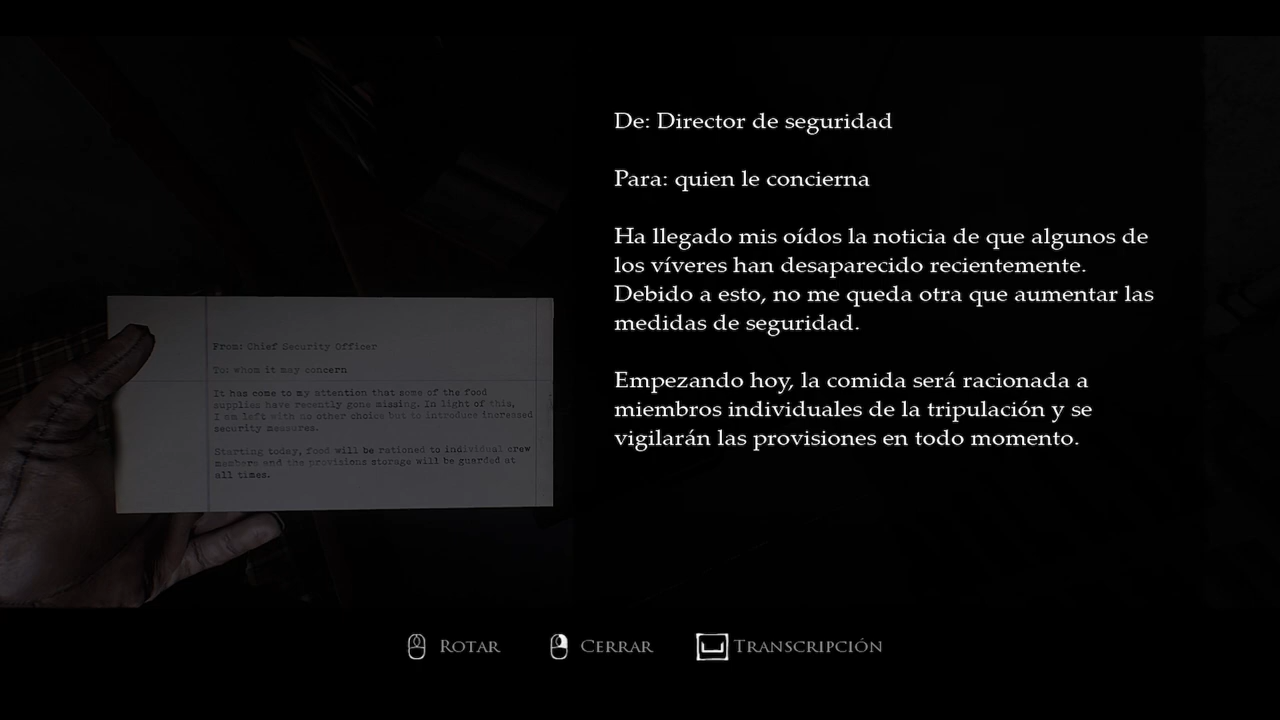 De: Director de seguridad
Para: quien le concierna
Ha llegado mis oídos la noticia de que algunos de
los víveres han desaparecido recientemente.
Debido a esto, no me queda otra que aumentar las
medidas de seguridad.
Empezando hoy, la comida será racionada a
miembros individuales de la tripulación y se
vigilarán las provisiones en todo momento.
From: Chief Security Officer
To: whom it may concern
It has come to my attention that some of the food
supplies have recently gone missing. In light of this,
I am left with no other choice but to introduce increased
security measures.
Starting today, food will be rationed to individual crew
members and the provisions storage will be guarded at
all times.
Rotar Cerrar Transcripción